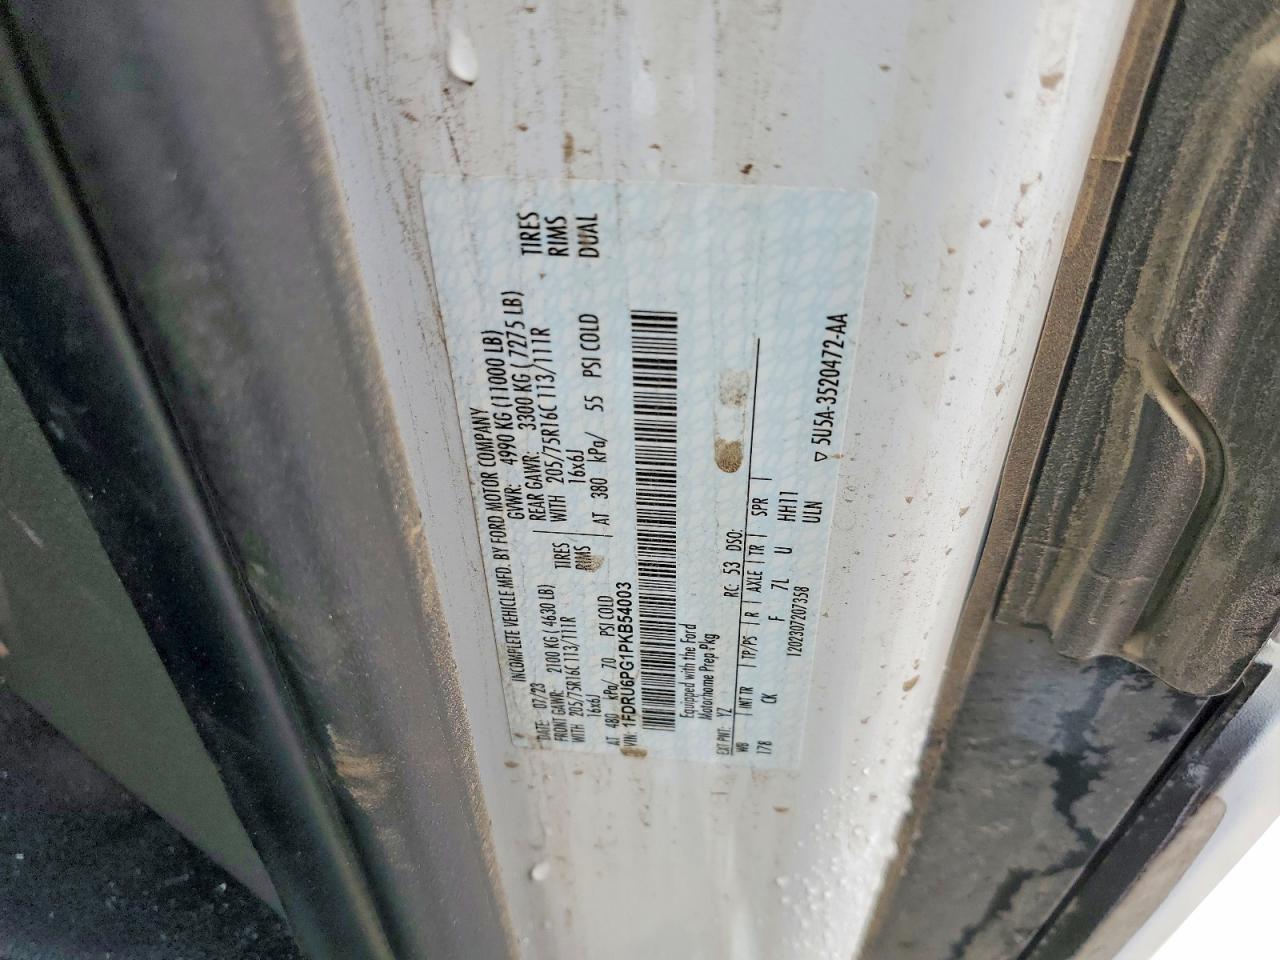 INCOMPLETE VEHICLE MFD. BY FORD MOTOR COMPANY
DATE: 07/23 GVWR: 4990 KG (11000 LB)
FRONT GAWR: 2100 KG ( 4630 LB) REAR GAWR: 3300 KG ( 7275 LB)
WITH 205/75R16C 113/111R TIRES WITH 205/75R16C 113/111R TIRES
16x6J RIMS 16x6J RIMS
AT 480 kPa/ 70 PSI COLD AT 380 kPa/ 55 PSI COLD DUAL
VIN: 1FDRU6PG1PKB54003
Equipped with the Ford
Motorhome Prep Pkg
EXT PNT: YZ RC: 53 DSO:
WB INT TR TP/PS R AXLE TR SPR
178 CK F 7L U HH11
1202307207358 ULN
▽ 5U5A-3520472-AA